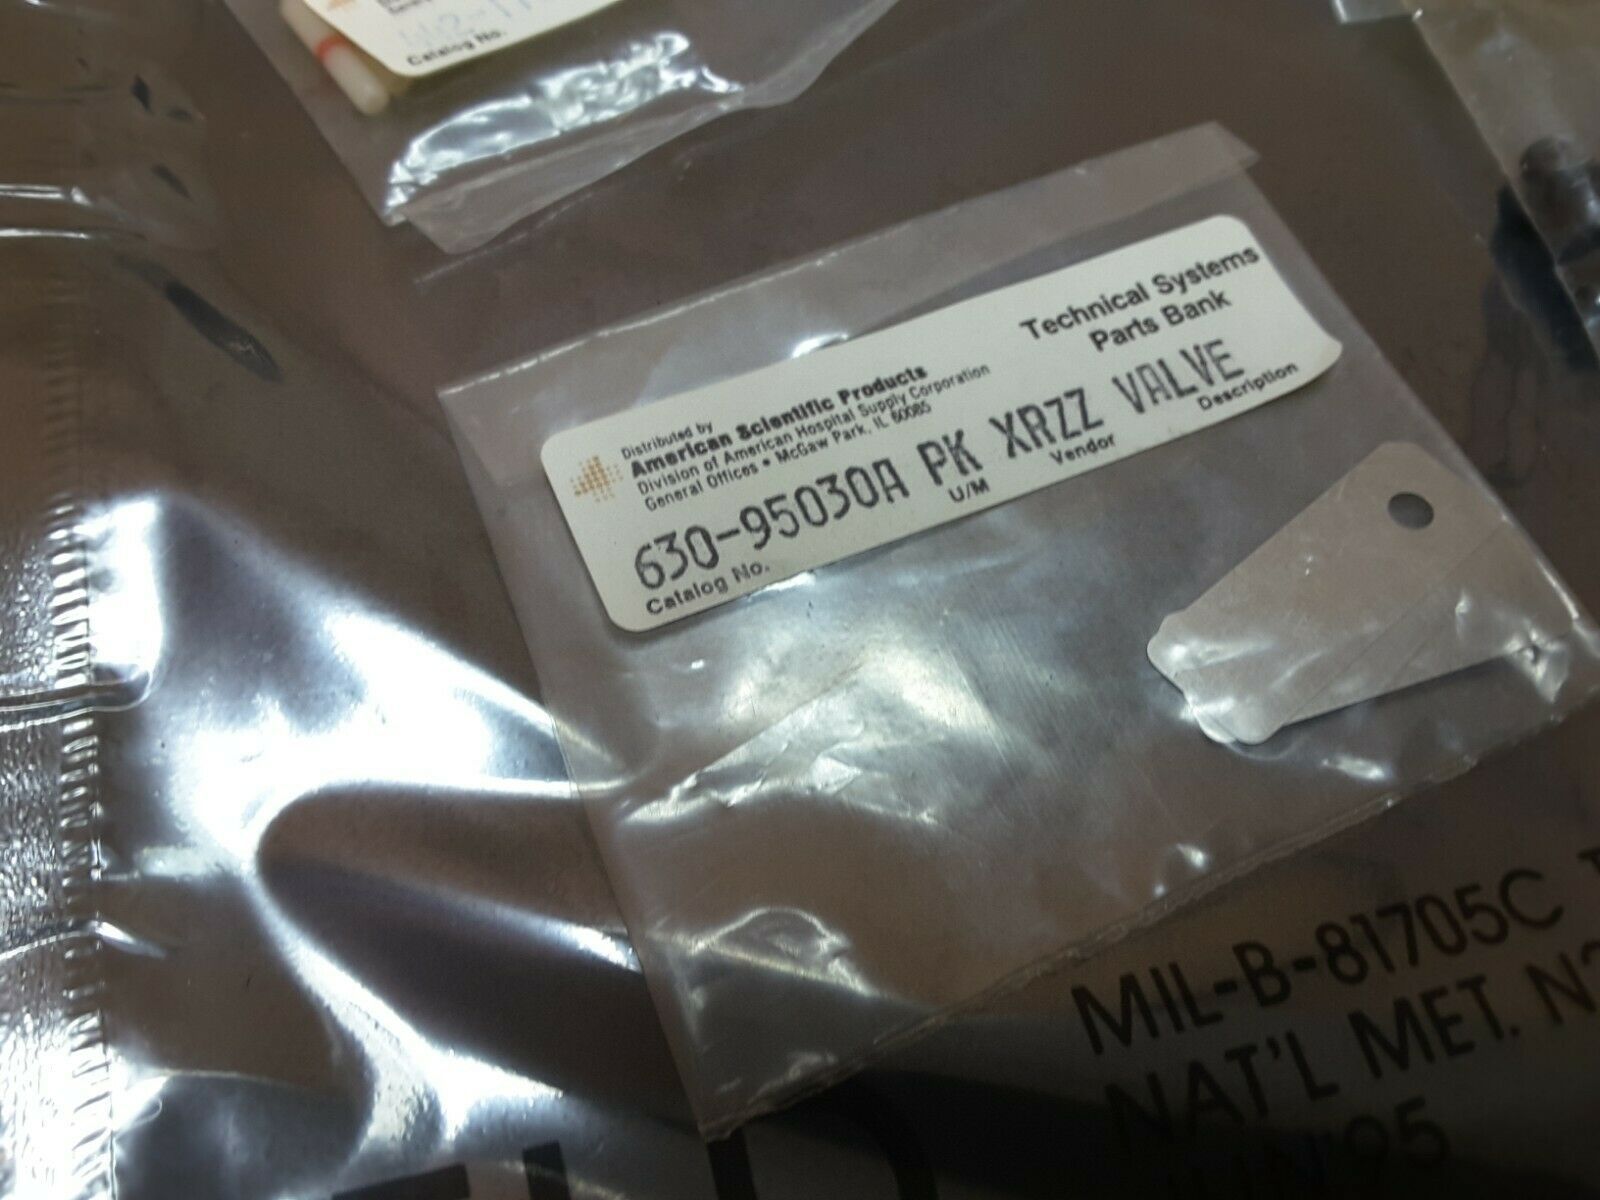 Catalog No.
Distributed by
American Scientific Products
Division of American Hospital Supply Corporation
General Offices • McGaw Park, IL 60085
Technical Systems
Parts Bank
630-95030A PK XRZZ VALVE
Catalog No. U/M Vendor Description
MIL-B-81705C
NAT'L MET.